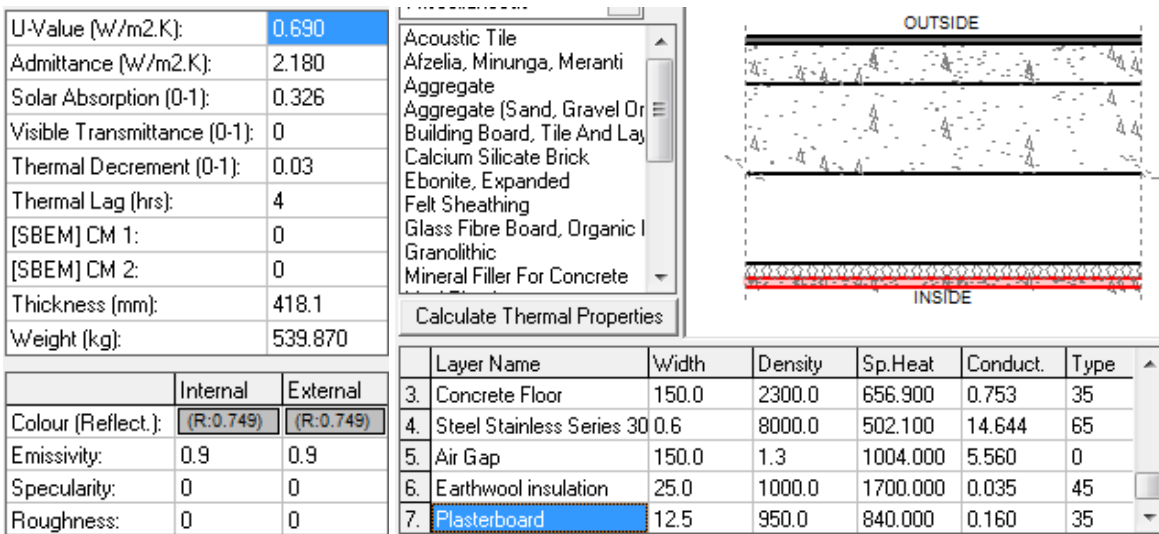 U-Value (W/m2.K): 0.690
Admittance (W/m2.K): 2.180
Solar Absorption (0-1): 0.326
Visible Transmittance (0-1): 0
Thermal Decrement (0-1): 0.03
Thermal Lag (hrs): 4
[SBEM] CM 1: 0
[SBEM] CM 2: 0
Thickness (mm): 418.1
Weight (kg): 539.870
Internal External
Colour (Reflect.): (R:0.749) (R:0.749)
Emissivity: 0.9 0.9
Specularity: 0 0
Roughness: 0 0
Acoustic Tile
Afzelia, Minunga, Meranti
Aggregate
Aggregate (Sand, Gravel Or
Building Board, Tile And Lay
Calcium Silicate Brick
Ebonite, Expanded
Felt Sheathing
Glass Fibre Board, Organic
Granolithic
Mineral Filler For Concrete
Calculate Thermal Properties
OUTSIDE
INSIDE
Layer Name Width Density Sp.Heat Conduct. Type
3. Concrete Floor 150.0 2300.0 656.900 0.753 35
4. Steel Stainless Series 30 0.6 8000.0 502.100 14.644 65
5. Air Gap 150.0 1.3 1004.000 5.560 0
6. Earthwool insulation 25.0 1000.0 1700.000 0.035 45
7. Plasterboard 12.5 950.0 840.000 0.160 35